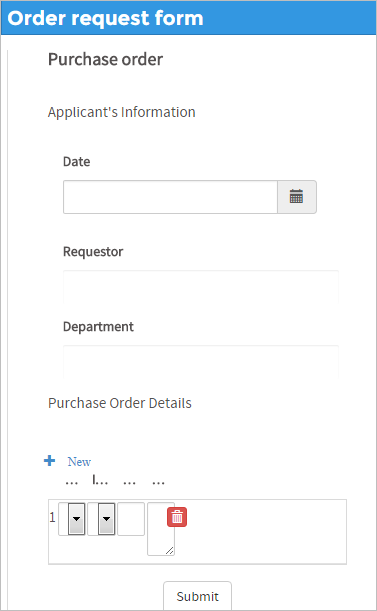 Order request form
Purchase order
Applicant's Information
Date
Requestor
Department
Purchase Order Details
New
... I... ... ...
1
Submit